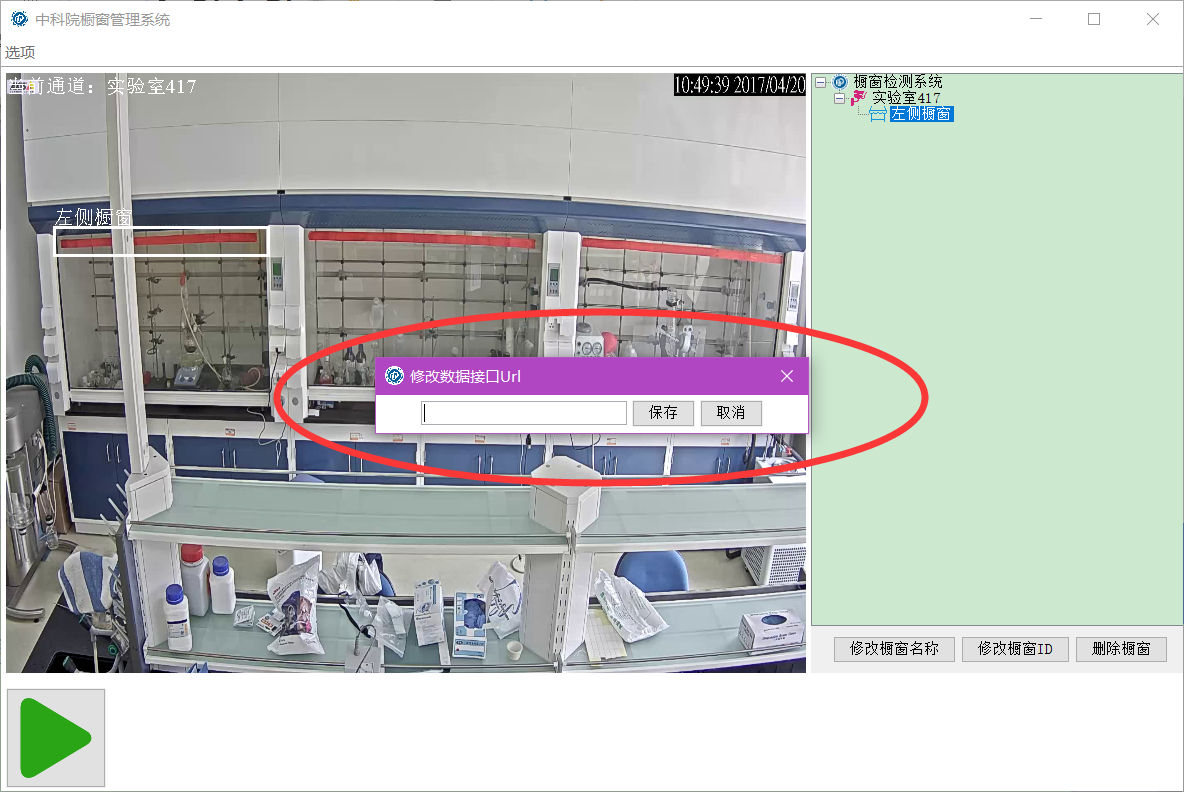 中科院橱窗管理系统
选项
当前通道：实验室417
10:49:39 2017/04/20
橱窗检测系统
实验室417
左侧橱窗
左侧橱窗
修改数据接口Url
保存
取消
修改橱窗名称
修改橱窗ID
删除橱窗